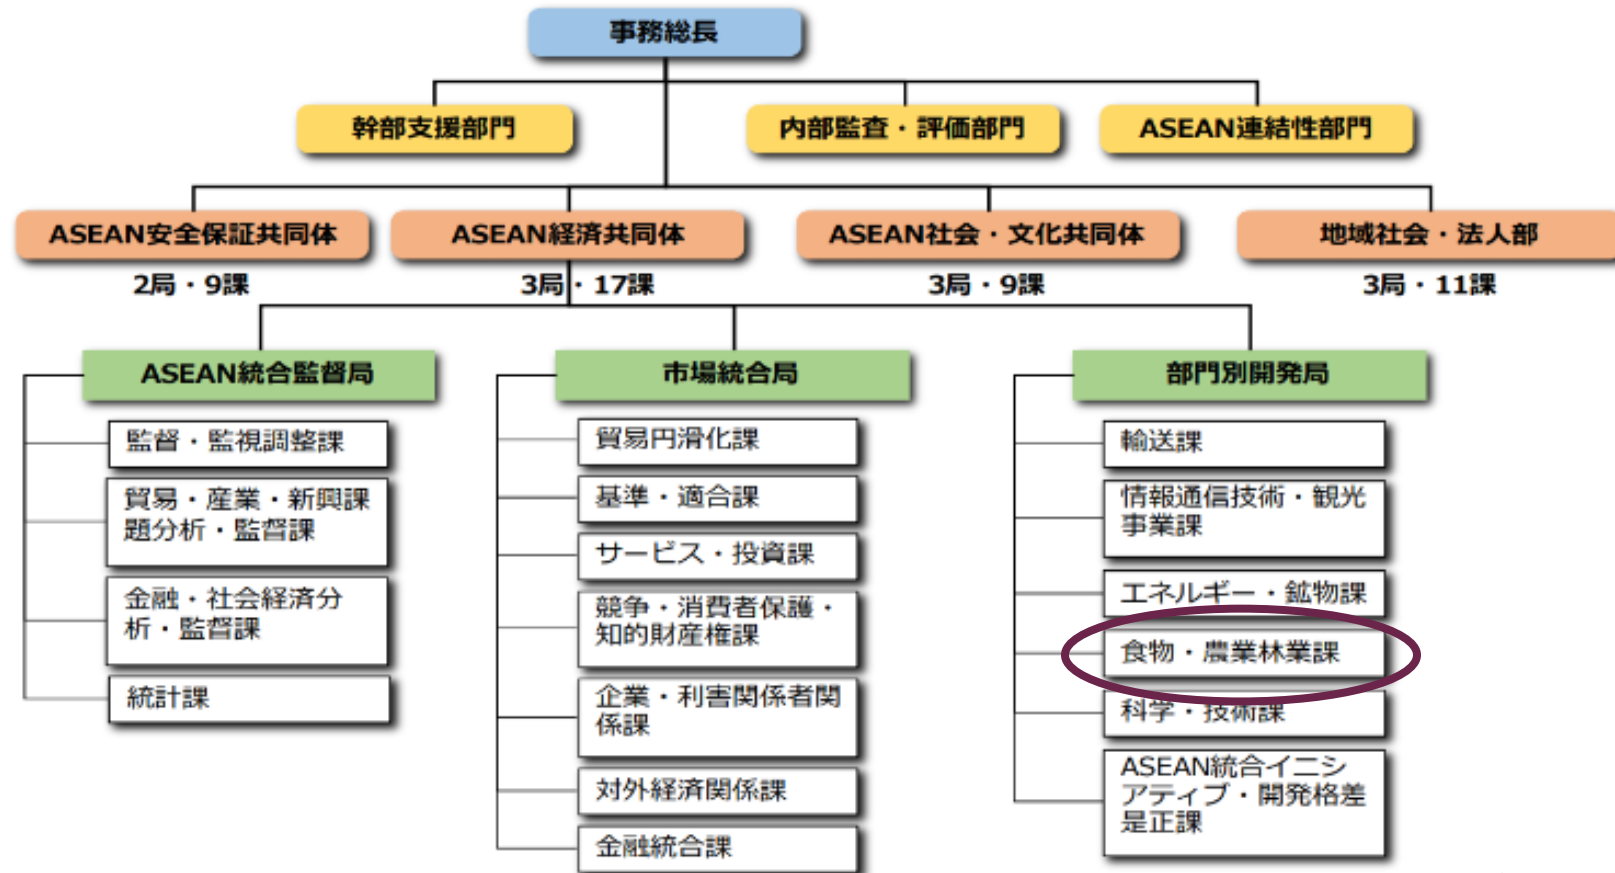 事務総長
幹部支援部門
内部監査・評価部門
ASEAN連結性部門
ASEAN安全保証共同体
ASEAN経済共同体
ASEAN社会・文化共同体
地域社会・法人部
2局・9課
3局・17課
3局・9課
3局・11課
ASEAN統合監督局
監督・監視調整課
貿易・産業・新興課
題分析・監督課
金融・社会経済分
析・監督課
統計課
市場統合局
貿易円滑化課
基準・適合課
サービス・投資課
競争・消費者保護・
知的財産権課
企業・利害関係者関
係課
対外経済関係課
金融統合課
部門別開発局
輸送課
情報通信技術・観光
事業課
エネルギー・鉱物課
食物・農業林業課
科学・技術課
ASEAN統合イニシ
アティブ・開発格差
是正課